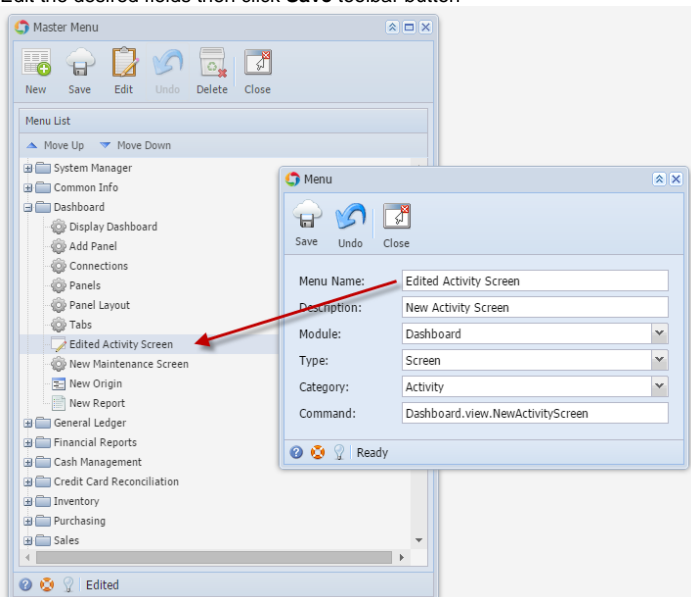 Edit the desired fields then click Save toolbar button
Master Menu
New Save Edit Undo Delete Close
Menu List
Move Up Move Down
System Manager
Common Info
Dashboard
Display Dashboard
Add Panel
Connections
Panels
Panel Layout
Tabs
Edited Activity Screen
New Maintenance Screen
New Origin
New Report
General Ledger
Financial Reports
Cash Management
Credit Card Reconciliation
Inventory
Purchasing
Sales
Edited
Menu
Save Undo Close
Menu Name: Edited Activity Screen
Description: New Activity Screen
Module: Dashboard
Type: Screen
Category: Activity
Command: Dashboard.view.NewActivityScreen
Ready